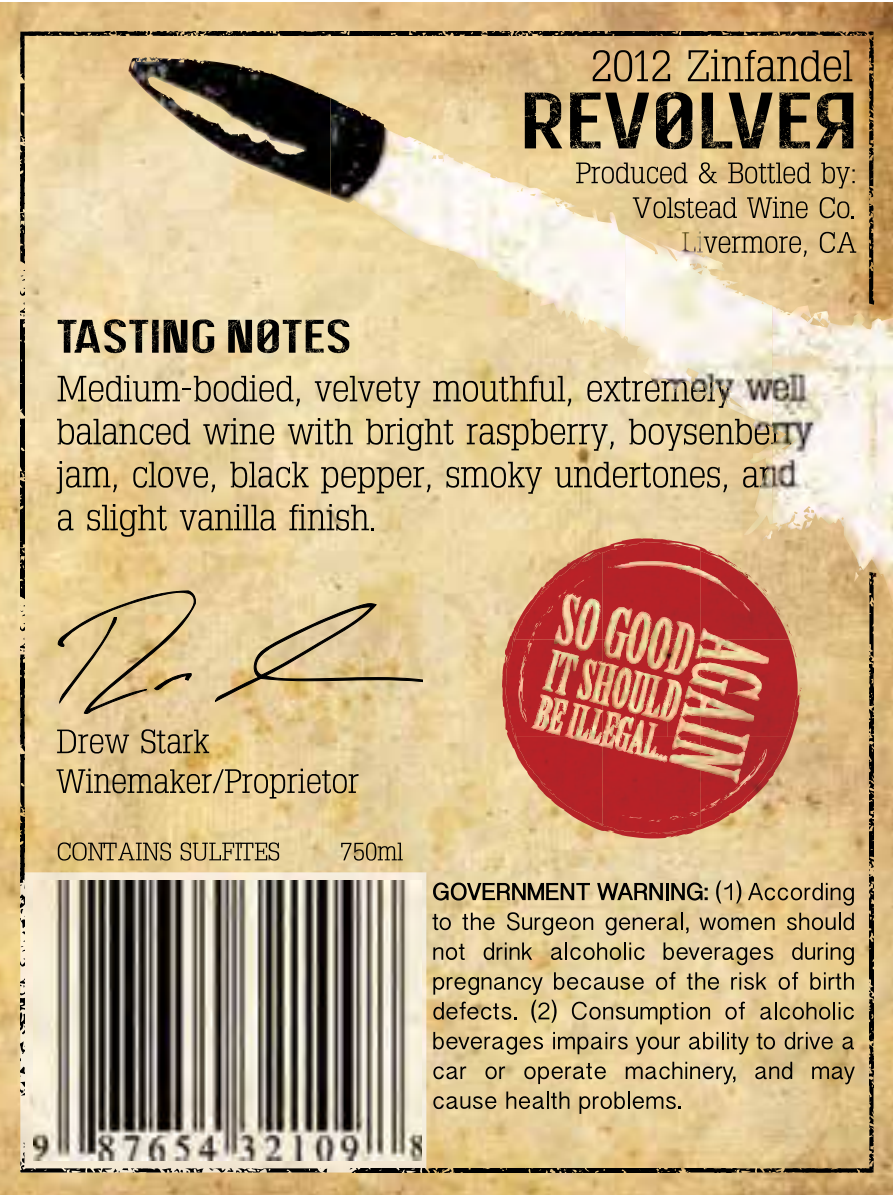 2012 Zinfandel
REVØLVEЯ
Produced & Bottled by:
Volstead Wine Co.
Livermore, CA
TASTING NØTES
Medium-bodied, velvety mouthful, extremely well
balanced wine with bright raspberry, boysenberry
jam, clove, black pepper, smoky undertones, and
a slight vanilla finish.
SO GOOD
IT SHOULD
BE ILLEGAL...
AGAIN
Drew Stark
Winemaker/Proprietor
CONTAINS SULFITES 750ml
GOVERNMENT WARNING: (1) According
to the Surgeon general, women should
not drink alcoholic beverages during
pregnancy because of the risk of birth
defects. (2) Consumption of alcoholic
beverages impairs your ability to drive a
car or operate machinery, and may
cause health problems.
9 87654 32109 8